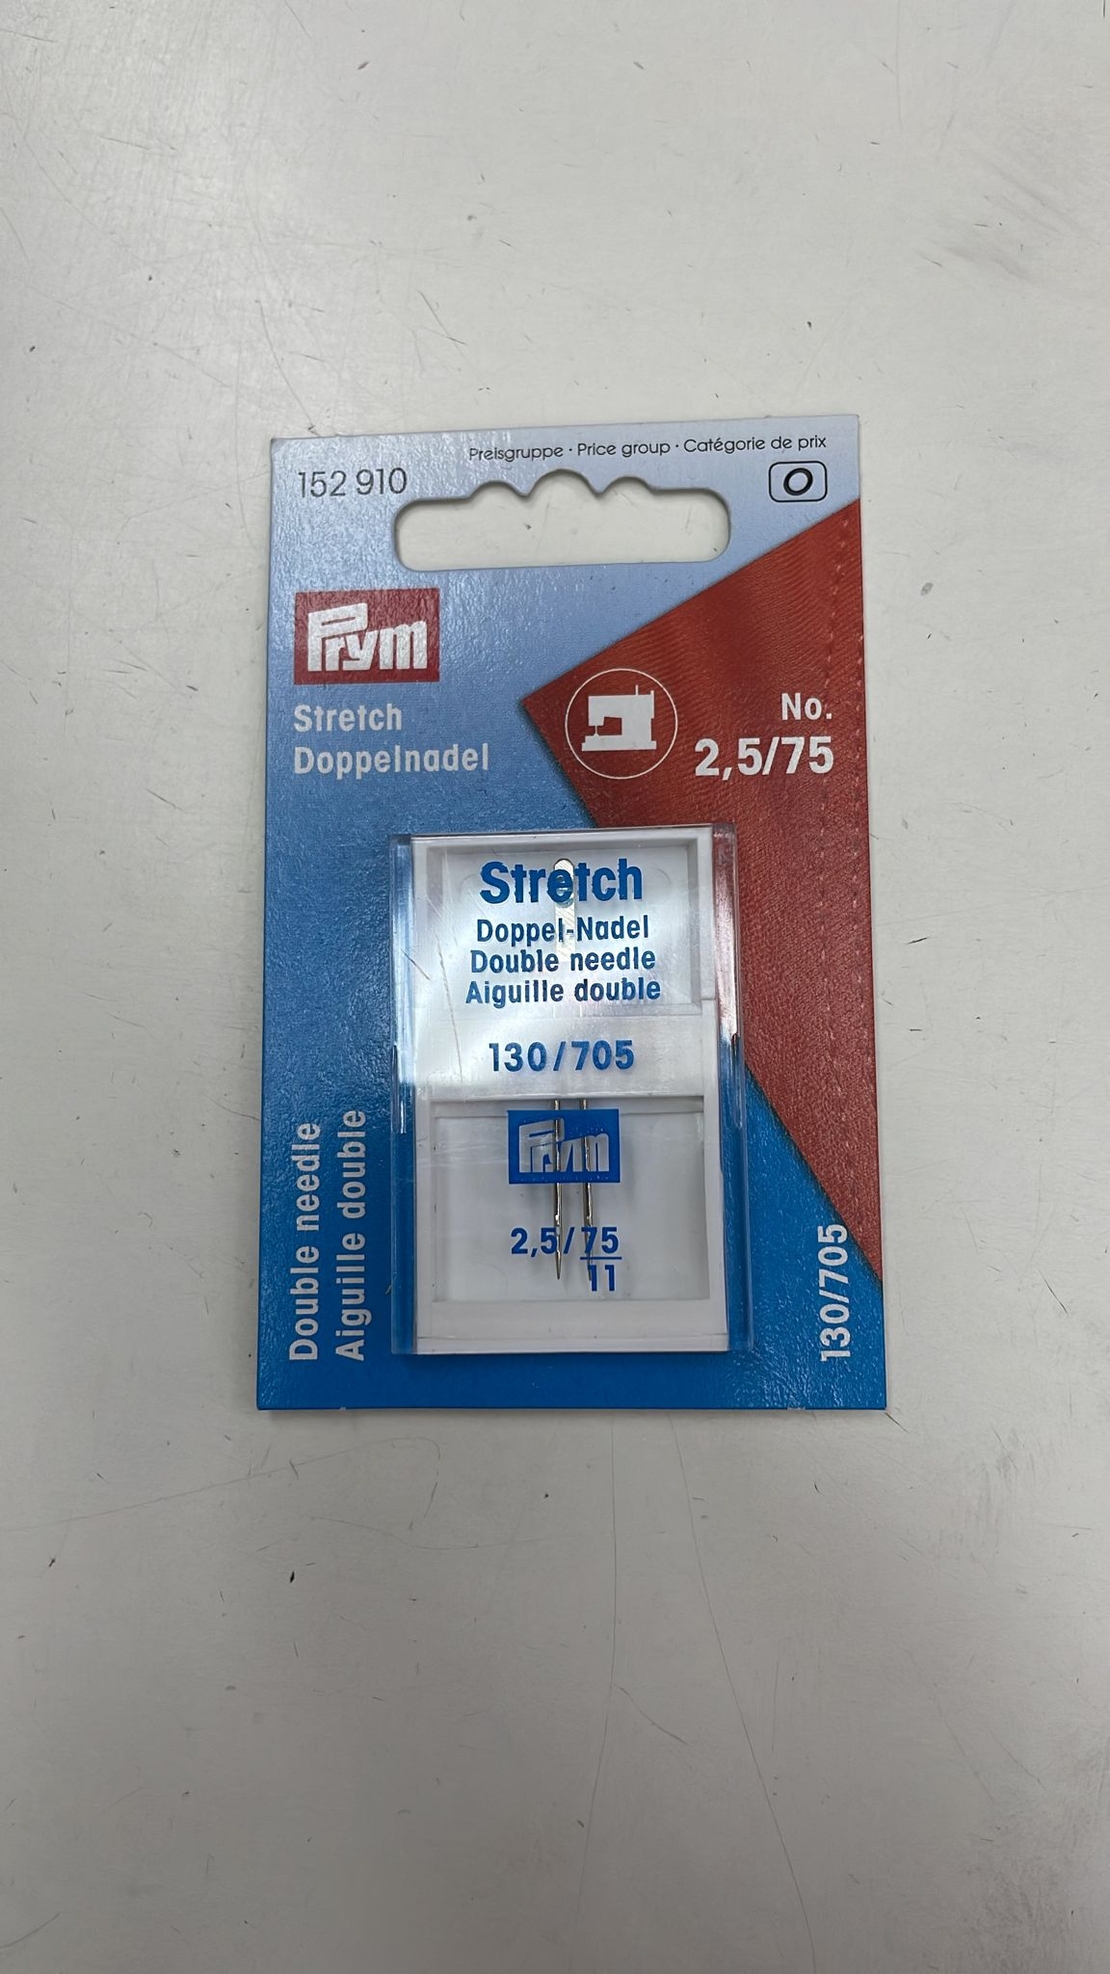 Preisgruppe · Price group · Catégorie de prix
152 910
O
Prym
Stretch
Doppelnadel
No.
2,5/75
Stretch
Doppel-Nadel
Double needle
Aiguille double
130/705
Prym
2,5/75
11
Double needle
Aiguille double
130/705